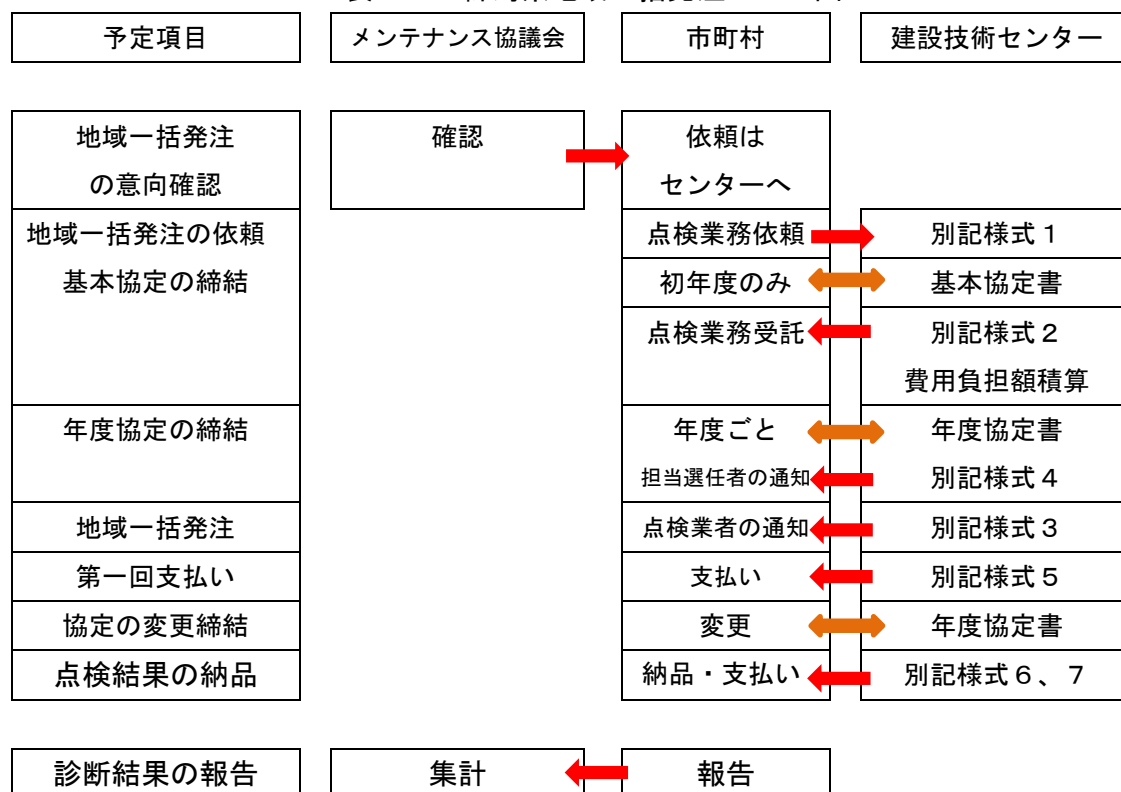 予定項目 メンテナンス協議会 市町村 建設技術センター
地域一括発注 確認 依頼は
の意向確認 センターへ
地域一括発注の依頼 点検業務依頼 別記様式1
基本協定の締結 初年度のみ 基本協定書
点検業務受託 別記様式2
費用負担額積算
年度協定の締結 年度ごと 年度協定書
担当選任者の通知 別記様式4
地域一括発注 点検業者の通知 別記様式3
第一回支払い 支払い 別記様式5
協定の変更締結 変更 年度協定書
点検結果の納品 納品・支払い 別記様式6、7
診断結果の報告 集計 報告